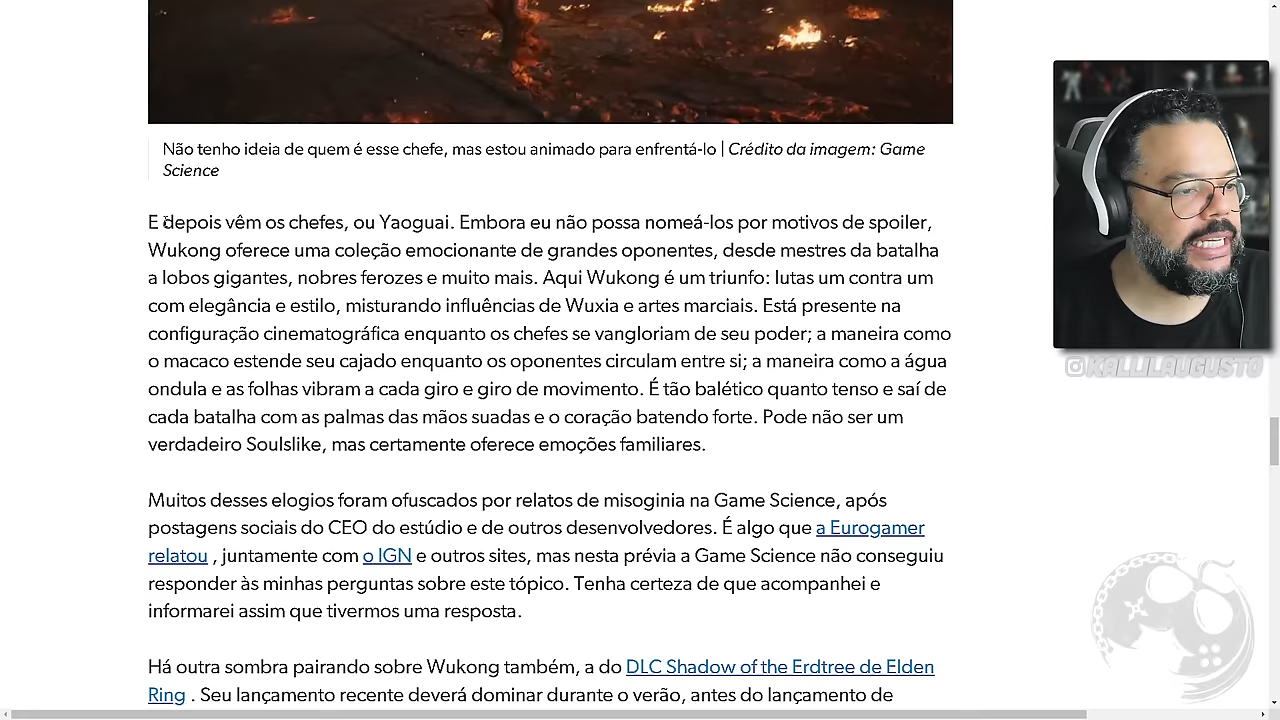 Não tenho ideia de quem é esse chefe, mas estou animado para enfrentá-lo | Crédito da imagem: Game
Science
E depois vêm os chefes, ou Yaoguai. Embora eu não possa nomeá-los por motivos de spoiler,
Wukong oferece uma coleção emocionante de grandes oponentes, desde mestres da batalha
a lobos gigantes, nobres ferozes e muito mais. Aqui Wukong é um triunfo: lutas um contra um
com elegância e estilo, misturando influências de Wuxia e artes marciais. Está presente na
configuração cinematográfica enquanto os chefes se vangloriam de seu poder; a maneira como
o macaco estende seu cajado enquanto os oponentes circulam entre si; a maneira como a água
ondula e as folhas vibram a cada giro e giro de movimento. É tão balético quanto tenso e saí de
cada batalha com as palmas das mãos suadas e o coração batendo forte. Pode não ser um
verdadeiro Soulslike, mas certamente oferece emoções familiares.
Muitos desses elogios foram ofuscados por relatos de misoginia na Game Science, após
postagens sociais do CEO do estúdio e de outros desenvolvedores. É algo que a Eurogamer
relatou , juntamente com o IGN e outros sites, mas nesta prévia a Game Science não conseguiu
responder às minhas perguntas sobre este tópico. Tenha certeza de que acompanhei e
informarei assim que tivermos uma resposta.
Há outra sombra pairando sobre Wukong também, a do DLC Shadow of the Erdtree de Elden
Ring . Seu lançamento recente deverá dominar durante o verão, antes do lançamento de
@KALLILAUGUSTO